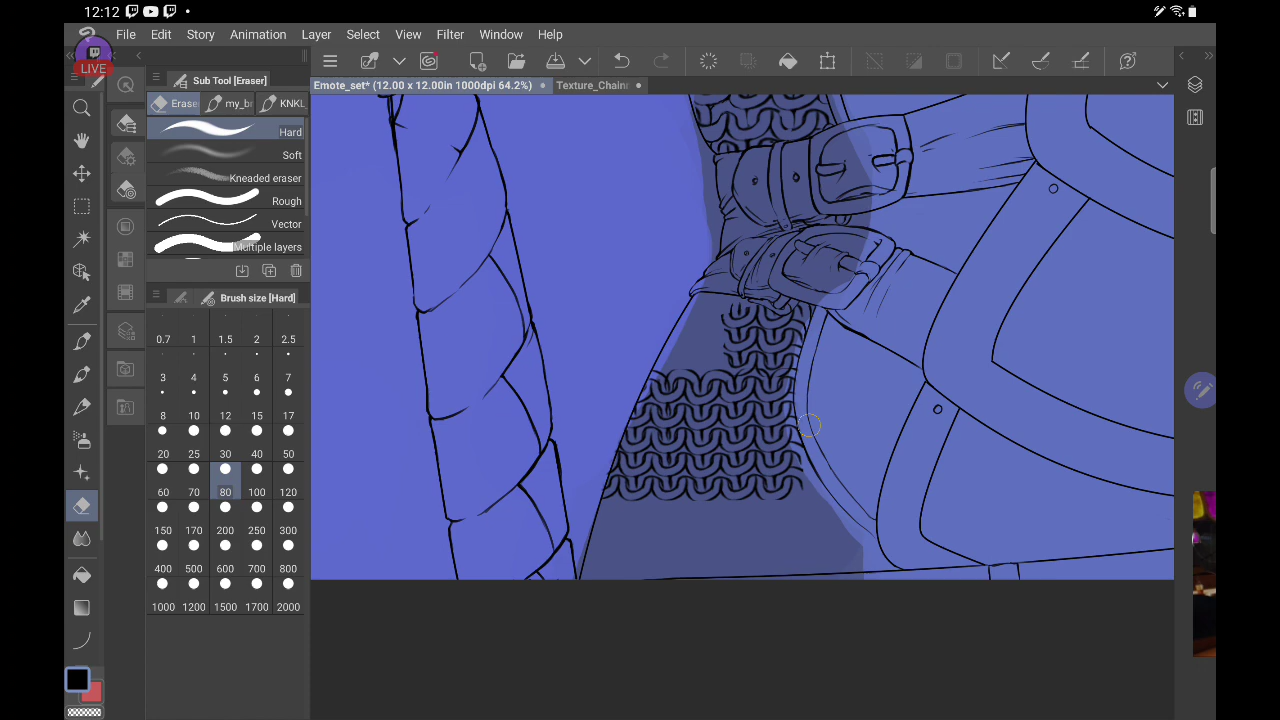 12:12
File Edit Story Animation Layer Select View Filter Window Help
LIVE
Sub Tool [Eraser]
Emote_set* (12.00 x 12.00in 1000dpi 64.2%)
Texture_Chain
Erase my_b KNKL
Hard
Soft
Kneaded eraser
Rough
Vector
Multiple layers
Brush size [Hard]
0.7 1 1.5 2 2.5
3 4 5 6 7
8 10 12 15 17
20 25 30 40 50
60 70 80 100 120
150 170 200 250 300
400 500 600 700 800
1000 1200 1500 1700 2000